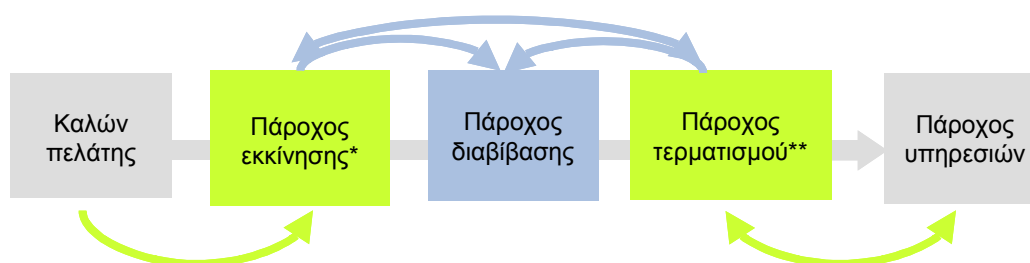 Καλών
πελάτης
Πάροχος
εκκίνησης*
Πάροχος
διαβίβασης
Πάροχος
τερματισμού**
Πάροχος
υπηρεσιών